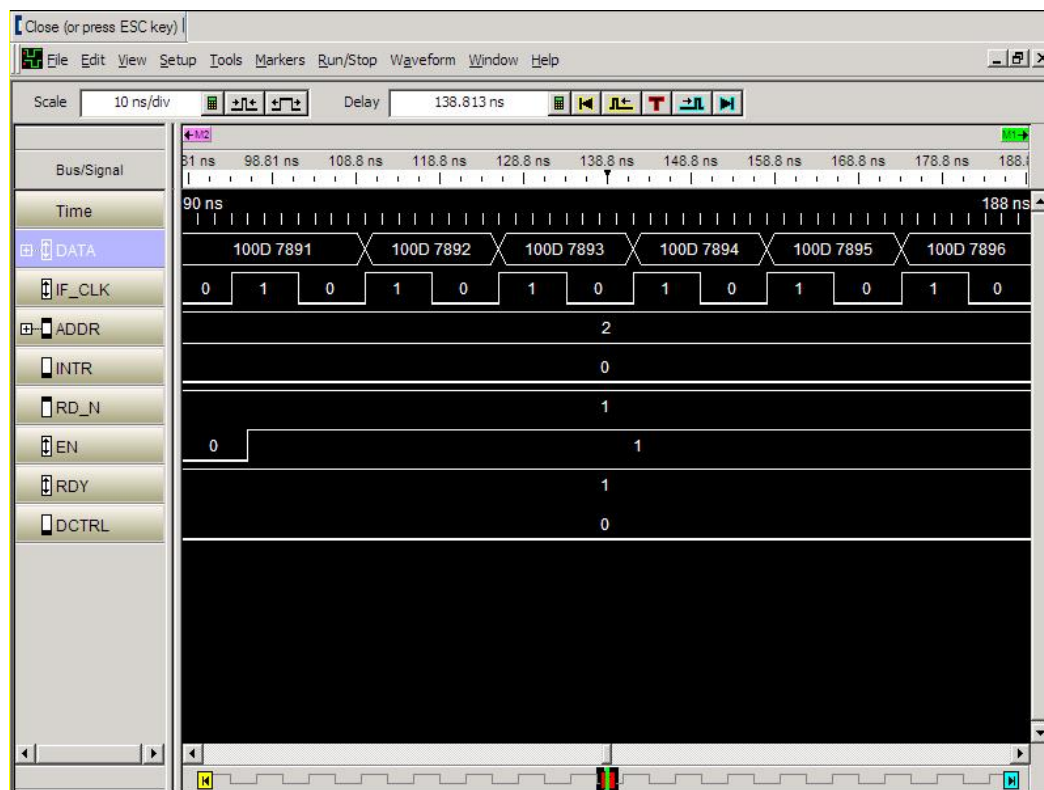 Close (or press ESC key)
File Edit View Setup Tools Markers Run/Stop Waveform Window Help
Scale 10 ns/div Delay 138.813 ns T
M2 M1
Bus/Signal 31 ns 98.81 ns 108.8 ns 118.8 ns 128.8 ns 138.8 ns 148.8 ns 158.8 ns 168.8 ns 178.8 ns 188.8
Time 90 ns 188 ns
DATA 100D 7891 100D 7892 100D 7893 100D 7894 100D 7895 100D 7896
IF_CLK 0 1 0 1 0 1 0 1 0 1 0 1 0
ADDR 2
INTR 0
RD_N 1
EN 0 1
RDY 1
DCTRL 0